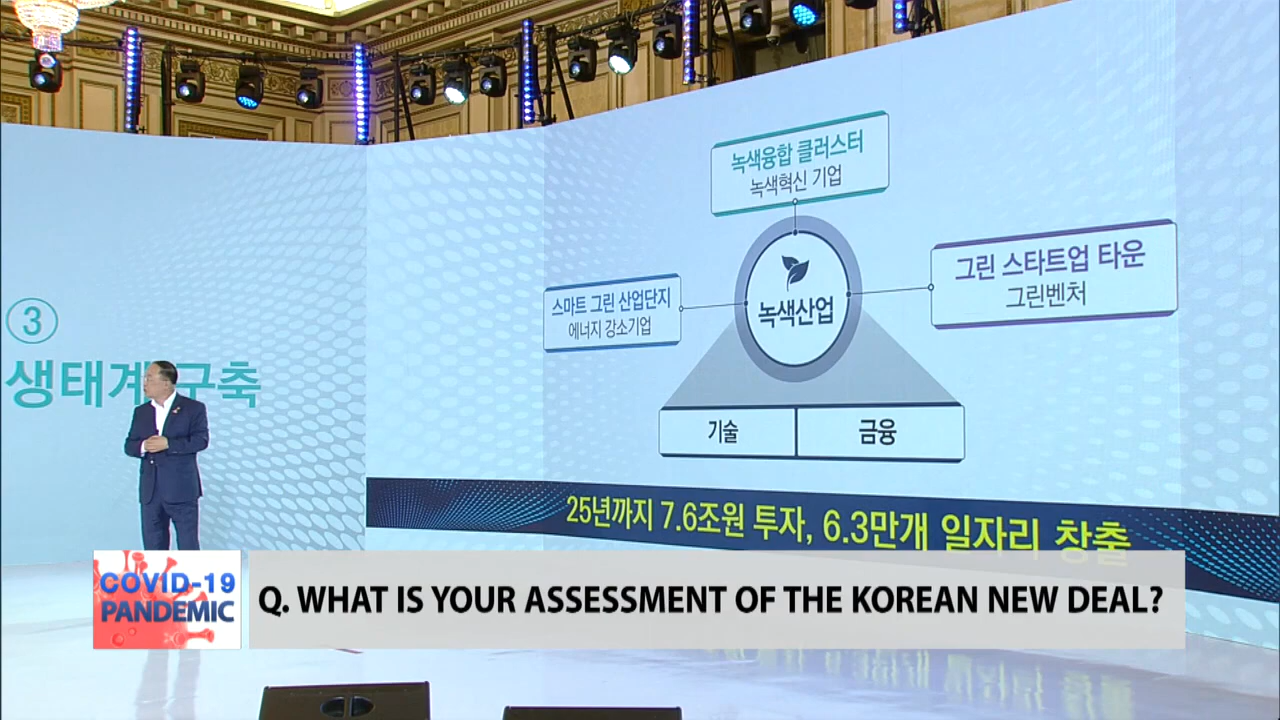 ③
생태계 구축
녹색융합 클러스터
녹색혁신 기업
스마트 그린 산업단지
에너지 강소기업
녹색산업
그린 스타트업 타운
그린벤처
기술
금융
25년까지 7.6조원 투자, 6.3만개 일자리 창출
COVID-19
PANDEMIC
Q. WHAT IS YOUR ASSESSMENT OF THE KOREAN NEW DEAL?